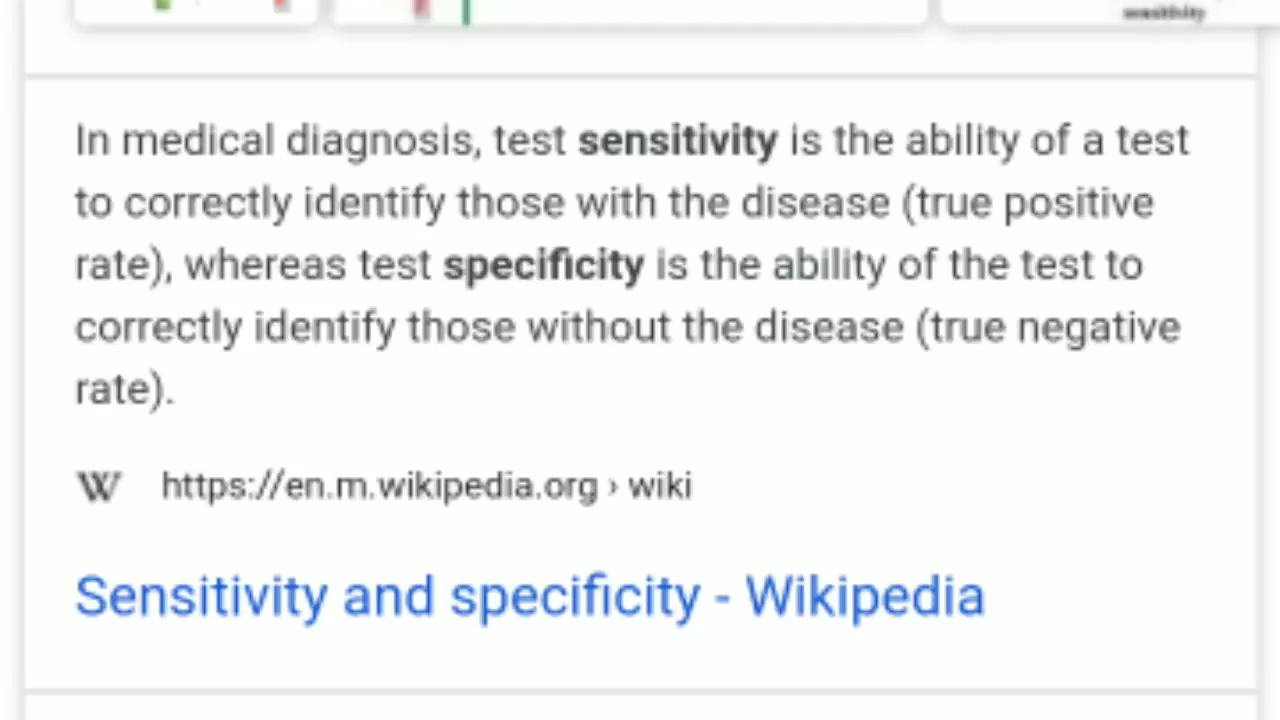 sensitivity
In medical diagnosis, test sensitivity is the ability of a test
to correctly identify those with the disease (true positive
rate), whereas test specificity is the ability of the test to
correctly identify those without the disease (true negative
rate).
W https://en.m.wikipedia.org › wiki
Sensitivity and specificity - Wikipedia